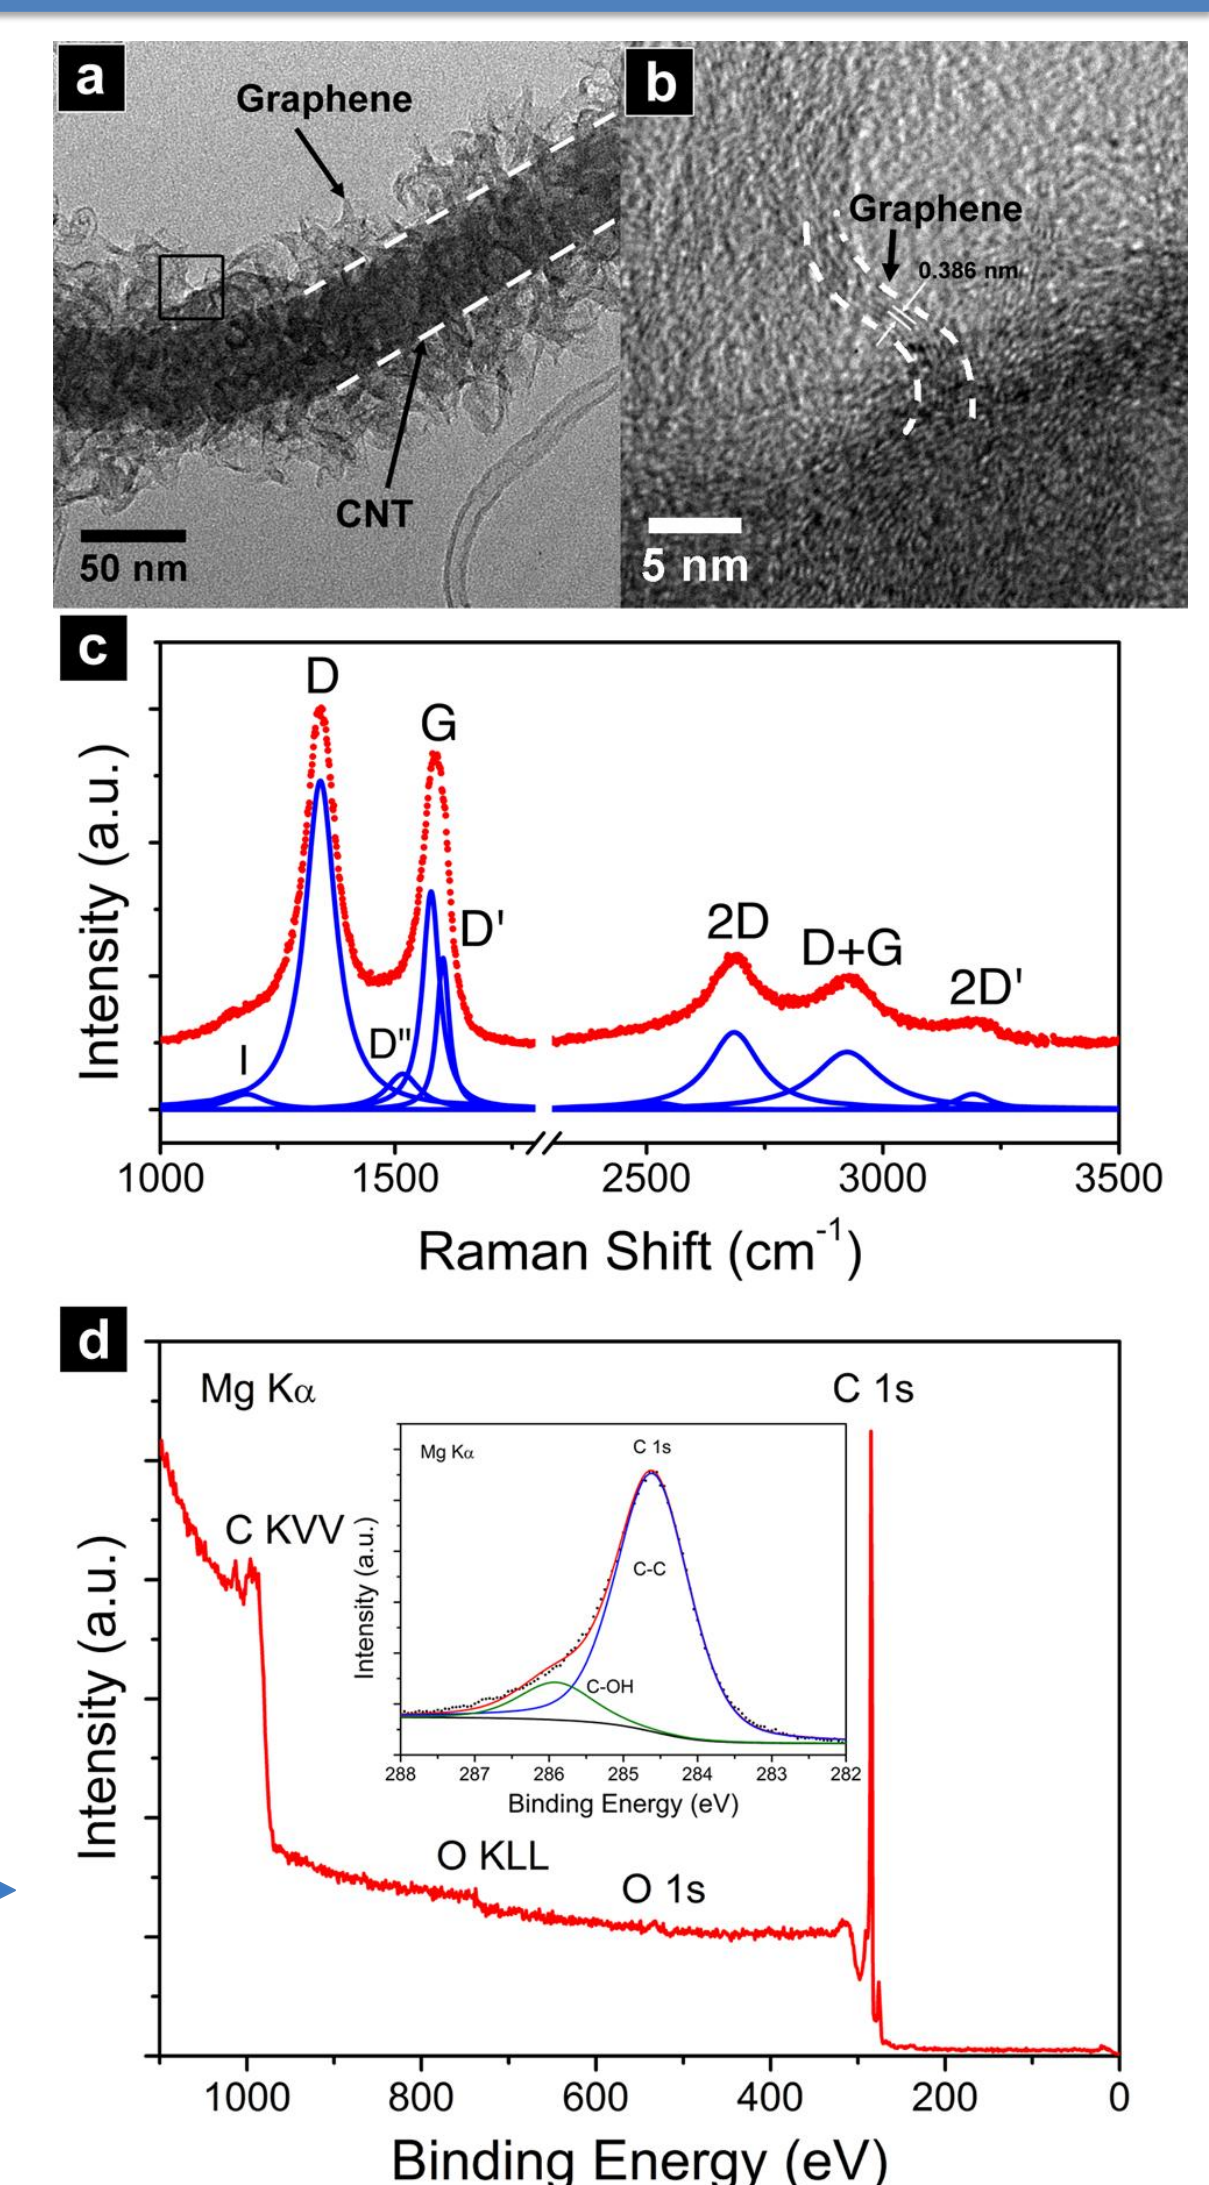 a
Graphene
CNT
50 nm
b
Graphene
0.386 nm
5 nm
c
D
G
D'
2D
D+G
2D'
I
D"
Intensity (a.u.)
1000 1500 2500 3000 3500
Raman Shift (cm-1)
d
Mg Kα
C 1s
C KVV
Mg Kα
C 1s
C-C
C-OH
Intensity (a.u.)
288 287 286 285 284 283 282
Binding Energy (eV)
O KLL
O 1s
Intensity (a.u.)
1000 800 600 400 200 0
Binding Energy (eV)